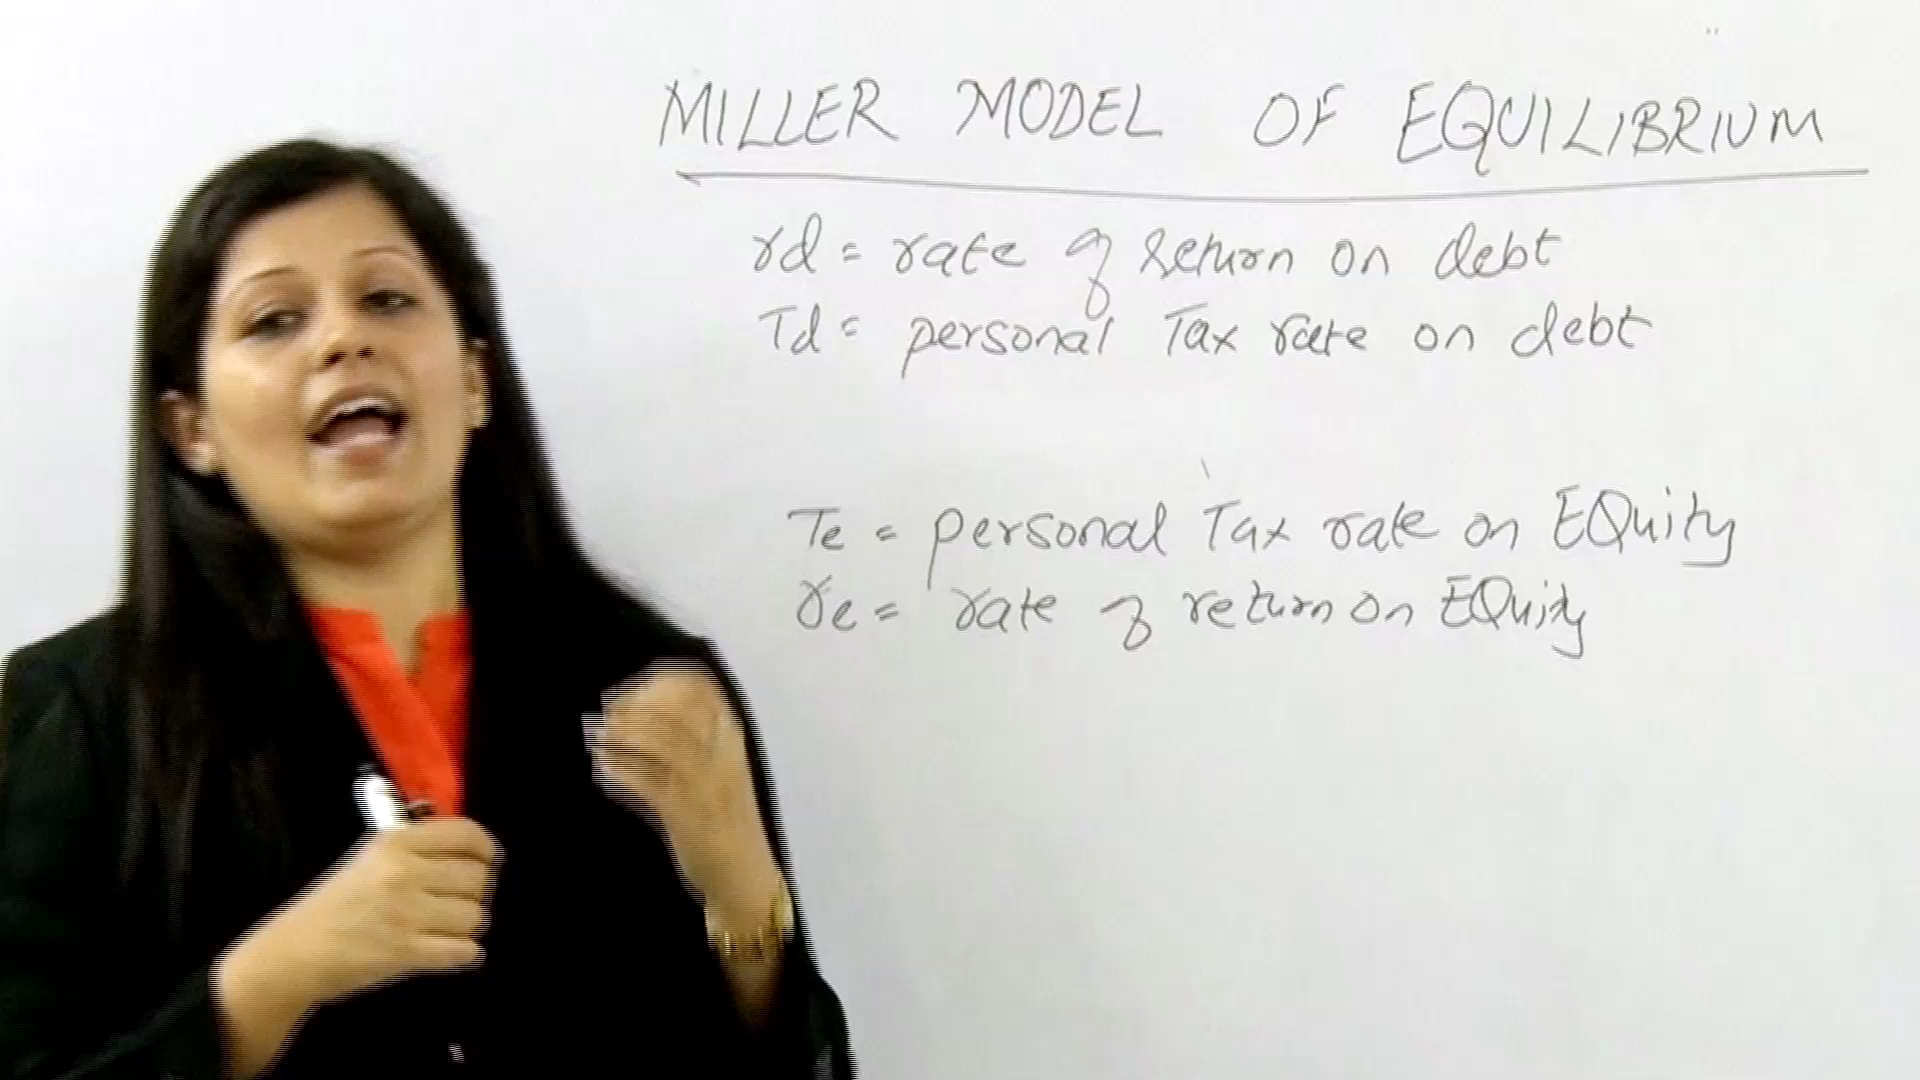 MILLER MODEL OF EQUILIBRIUM
rd = rate of return on debt
Td = personal Tax rate on debt
Te = personal Tax rate on EQuity
re = rate of return on EQuity